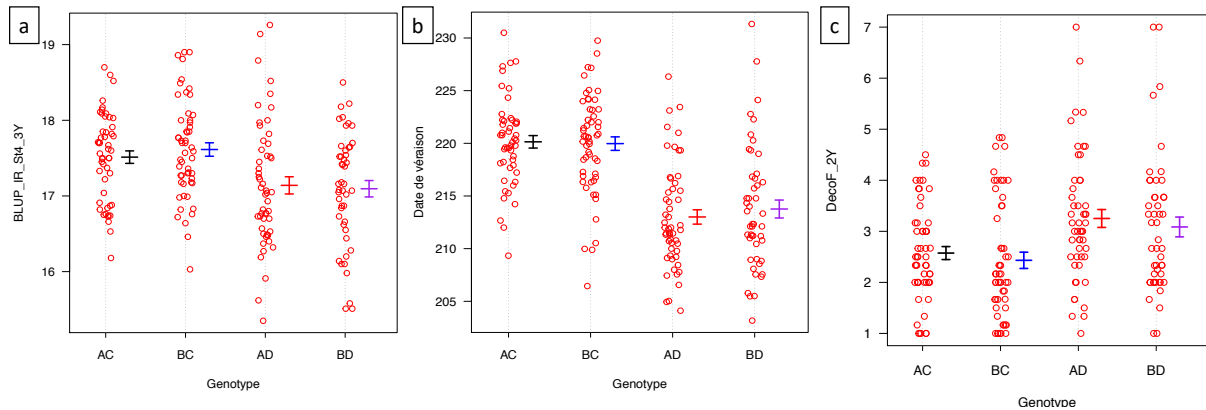 a
BLUP_IR_St4_3Y
19
18
17
16
AC
BC
AD
BD
Genotype
b
Date de véraison
230
225
220
215
210
205
AC
BC
AD
BD
Genotype
c
DecoF_2Y
7
6
5
4
3
2
1
AC
BC
AD
BD
Genotype